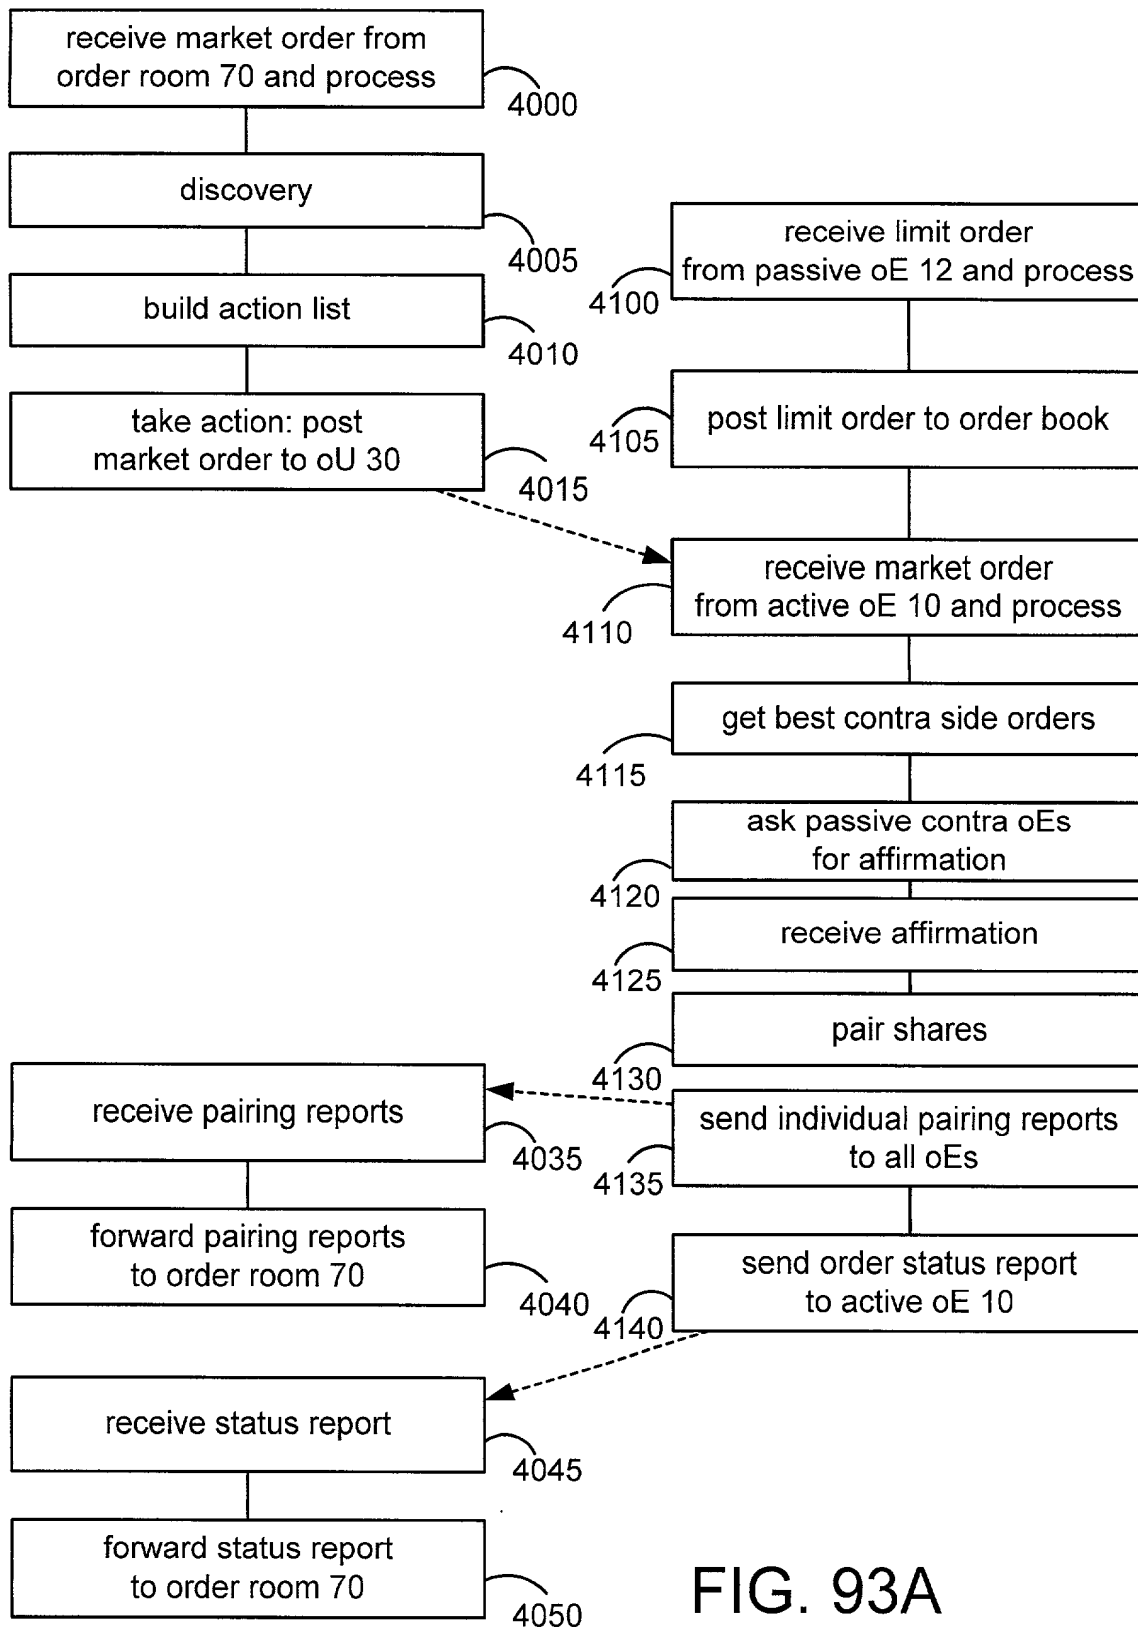 receive market order from
order room 70 and process
4000
discovery
4005
build action list
4010
take action: post
market order to oU 30
4015
receive limit order
from passive oE 12 and process
4100
post limit order to order book
4105
receive market order
from active oE 10 and process
4110
get best contra side orders
4115
ask passive contra oEs
for affirmation
4120
receive affirmation
4125
pair shares
4130
send individual pairing reports
to all oEs
4135
send order status report
to active oE 10
4140
receive pairing reports
4035
forward pairing reports
to order room 70
4040
receive status report
4045
forward status report
to order room 70
4050
FIG. 93A